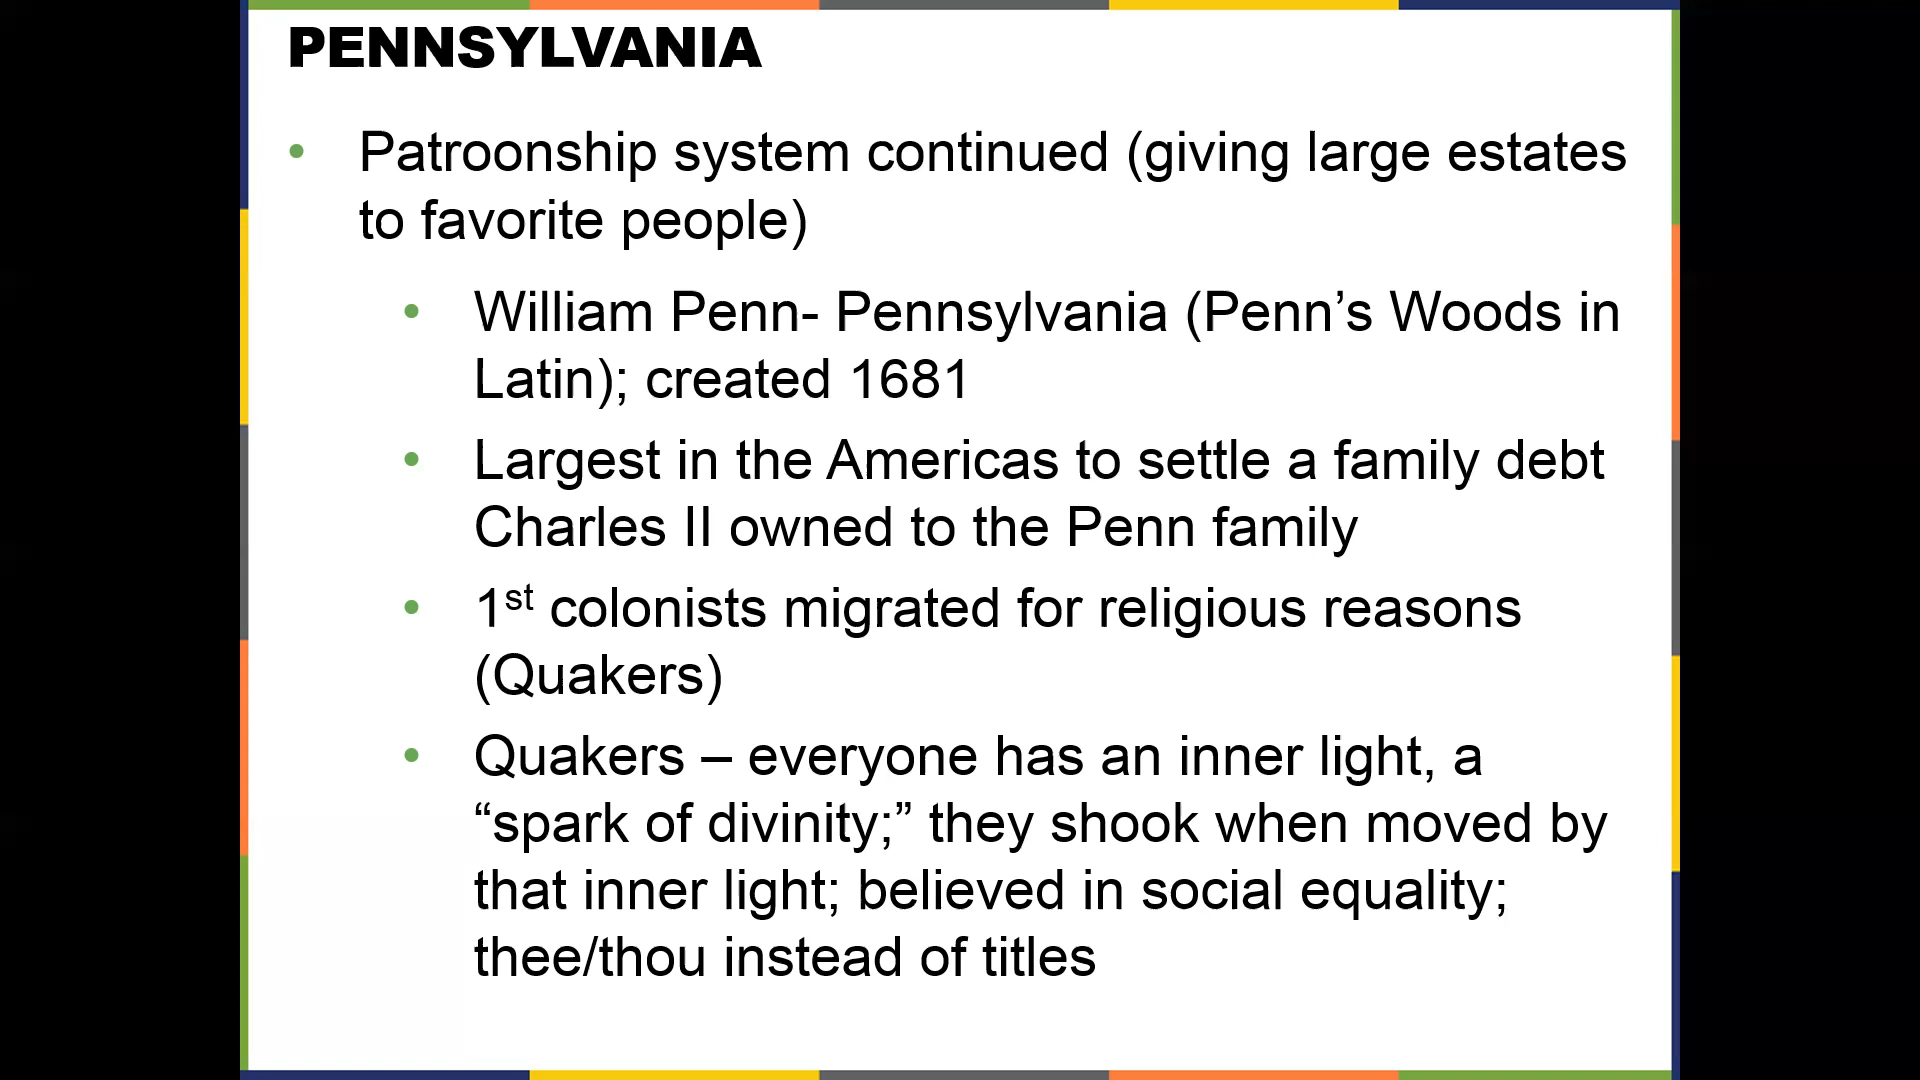 PENNSYLVANIA
• Patroonship system continued (giving large estates
to favorite people)
• William Penn- Pennsylvania (Penn’s Woods in
Latin); created 1681
• Largest in the Americas to settle a family debt
Charles II owned to the Penn family
• 1st colonists migrated for religious reasons
(Quakers)
• Quakers – everyone has an inner light, a
“spark of divinity;” they shook when moved by
that inner light; believed in social equality;
thee/thou instead of titles